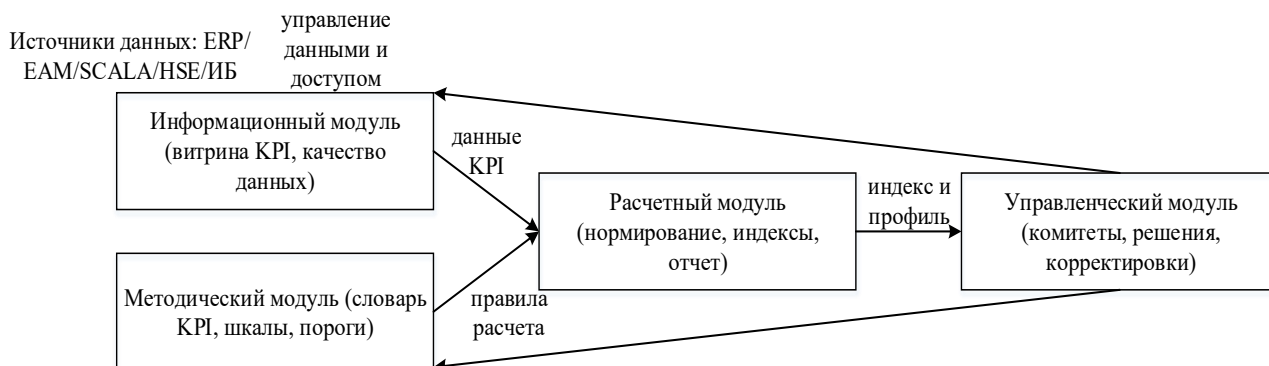 Источники данных: ERP/
EAM/SCALA/HSE/ИБ
управление
данными и
доступом
Информационный модуль
(витрина KPI, качество
данных)
данные
KPI
Методический модуль (словарь
KPI, шкалы, пороги)
правила
расчета
Расчетный модуль
(нормирование, индексы,
отчет)
индекс и
профиль
Управленческий модуль
(комитеты, решения,
корректировки)